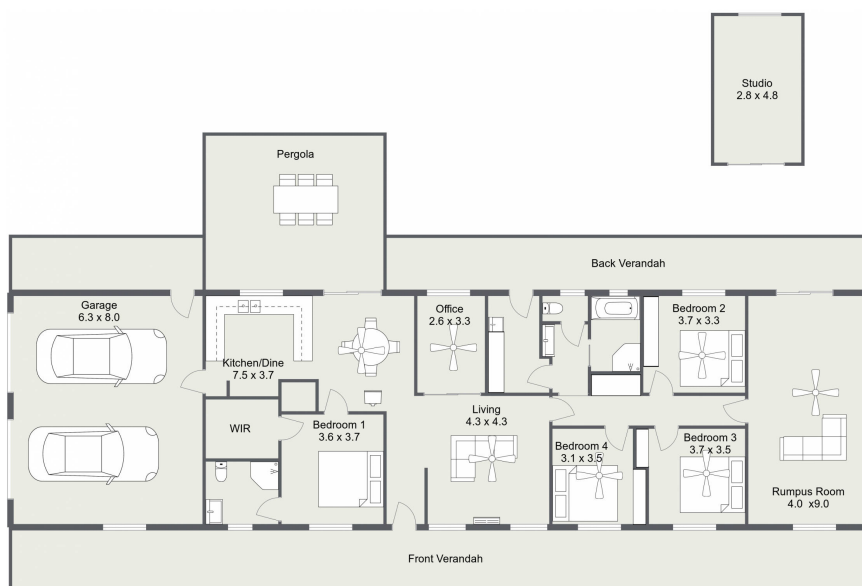 Studio
2.8 x 4.8
Pergola
Back Verandah
Garage
6.3 x 8.0
Kitchen/Dine
7.5 x 3.7
Office
2.6 x 3.3
Bedroom 2
3.7 x 3.3
WIR
Bedroom 1
3.6 x 3.7
Living
4.3 x 4.3
Bedroom 4
3.1 x 3.5
Bedroom 3
3.7 x 3.5
Rumpus Room
4.0 x9.0
Front Verandah